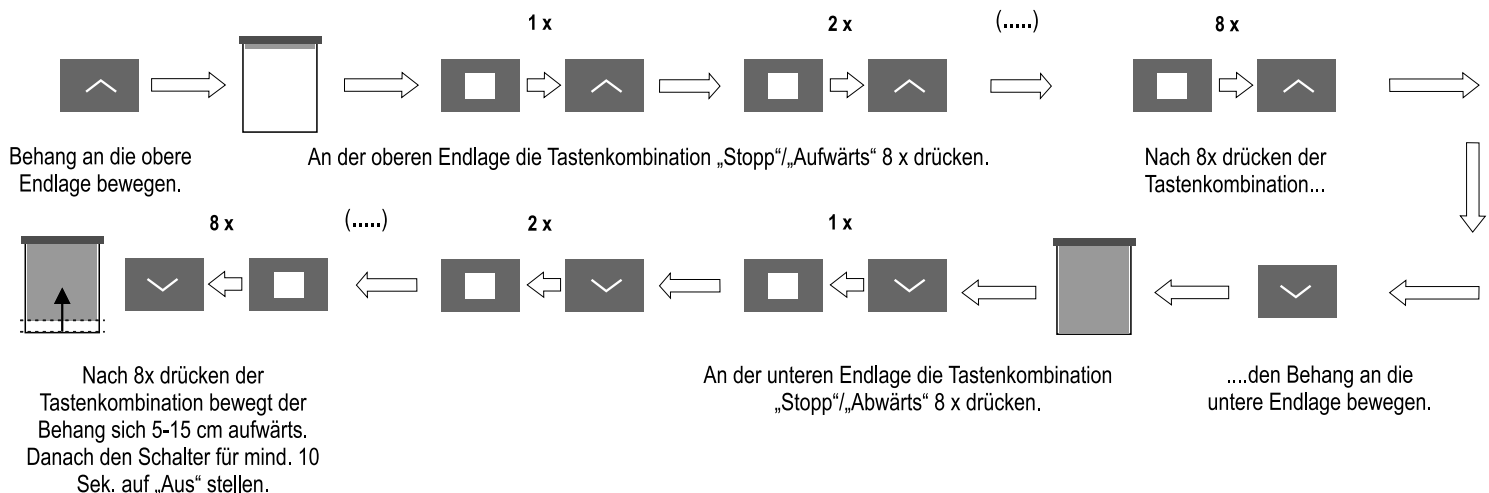 1 x
2 x
(.....)
8 x
Behang an die obere
Endlage bewegen.
An der oberen Endlage die Tastenkombination „Stopp“/„Aufwärts“ 8 x drücken.
Nach 8x drücken der
Tastenkombination...
8 x
(.....)
2 x
1 x
....den Behang an die
untere Endlage bewegen.
An der unteren Endlage die Tastenkombination
„Stopp“/„Abwärts“ 8 x drücken.
Nach 8x drücken der
Tastenkombination bewegt der
Behang sich 5-15 cm aufwärts.
Danach den Schalter für mind. 10
Sek. auf „Aus“ stellen.